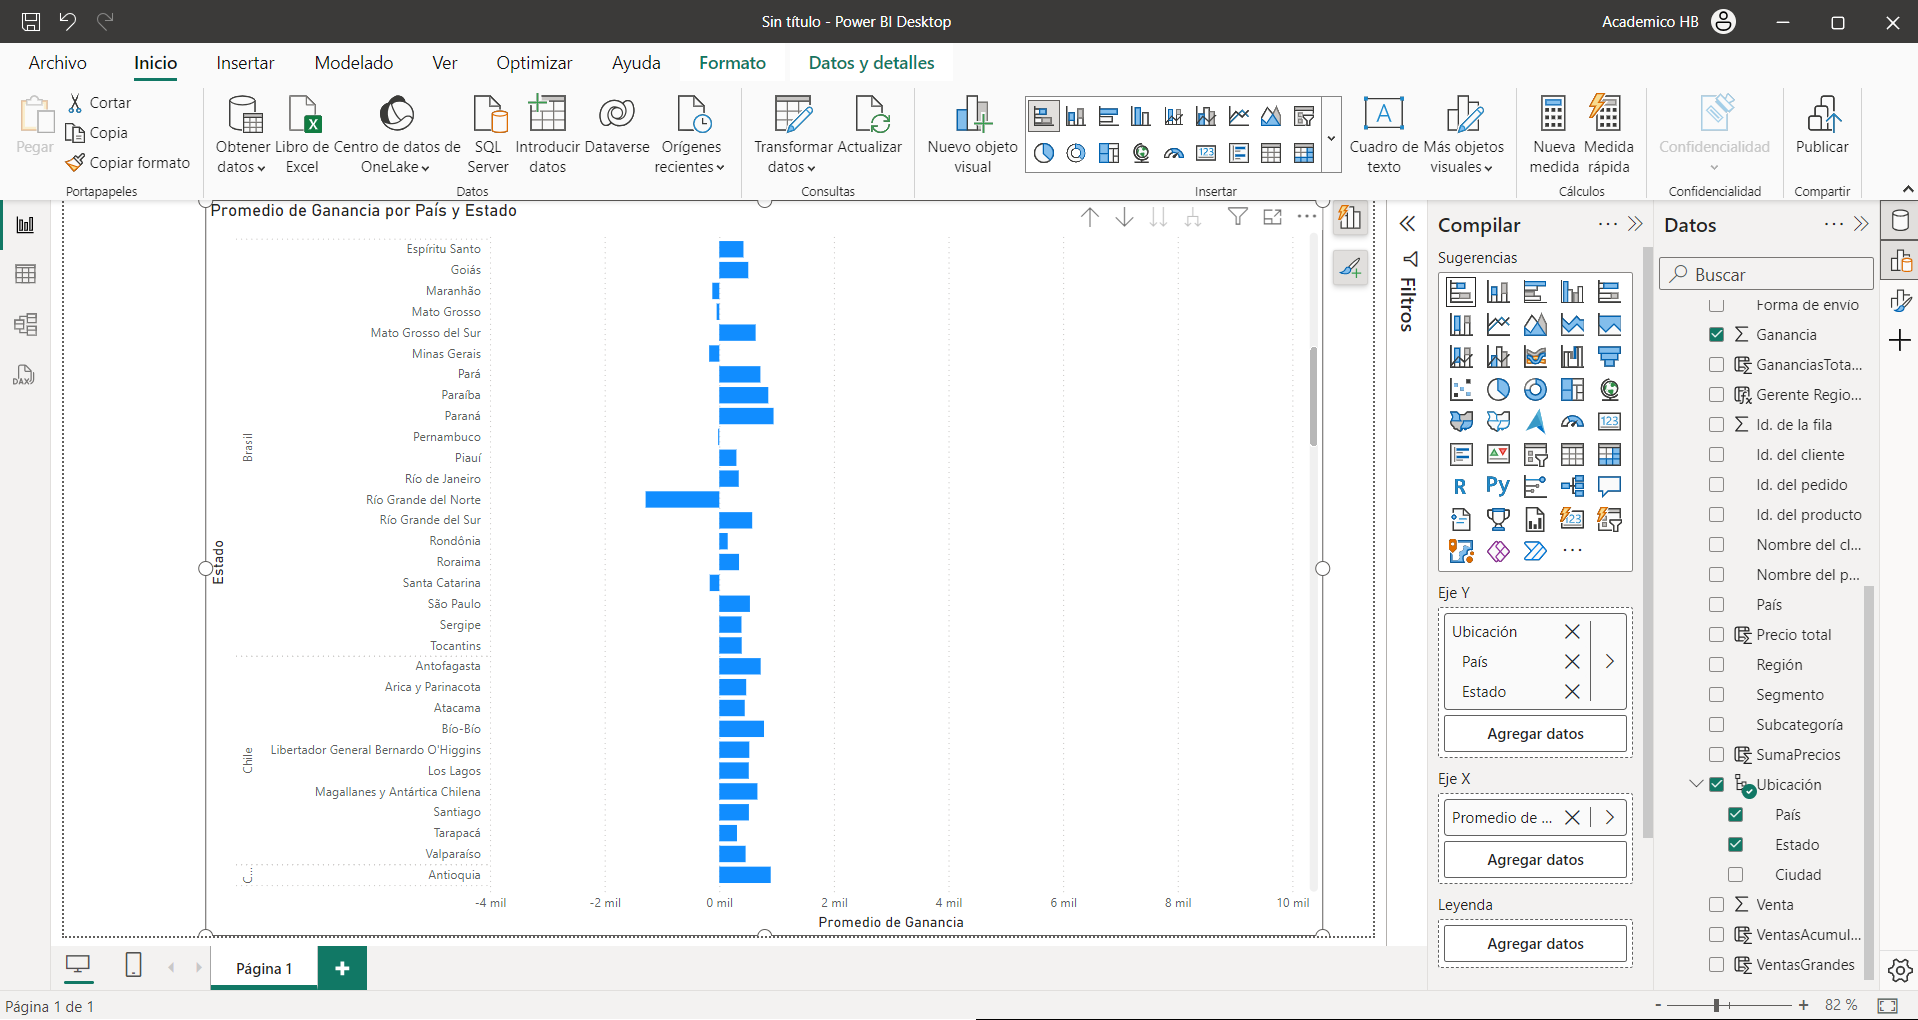 Sin título - Power BI Desktop
Academico HB
Archivo
Inicio
Insertar
Modelado
Ver
Optimizar
Ayuda
Formato
Datos y detalles
Pegar
Cortar
Copia
Copiar formato
Portapapeles
Obtener datos
Libro de Excel
Centro de datos de OneLake
SQL Server
Introducir datos
Dataverse
Orígenes recientes
Datos
Transformar datos
Actualizar
Consultas
Nuevo objeto visual
Cuadro de texto
Más objetos visuales
Insertar
Nueva medida
Medida rápida
Cálculos
Confidencialidad
Confidencialidad
Publicar
Compartir
Promedio de Ganancia por País y Estado
Estado
Brasil
Espíritu Santo
Goiás
Maranhão
Mato Grosso
Mato Grosso del Sur
Minas Gerais
Pará
Paraíba
Paraná
Pernambuco
Piauí
Río de Janeiro
Río Grande del Norte
Río Grande del Sur
Rondônia
Roraima
Santa Catarina
São Paulo
Sergipe
Tocantins
Chile
Antofagasta
Arica y Parinacota
Atacama
Bío-Bío
Libertador General Bernardo O'Higgins
Los Lagos
Magallanes y Antártica Chilena
Santiago
Tarapacá
Valparaíso
C...
Antioquia
-4 mil
-2 mil
0 mil
2 mil
4 mil
6 mil
8 mil
10 mil
Promedio de Ganancia
Filtros
Compilar
Sugerencias
R
Py
Eje Y
Ubicación
País
Estado
Agregar datos
Eje X
Promedio de ...
Agregar datos
Leyenda
Agregar datos
Datos
Buscar
Forma de envío
Ganancia
GananciasTota...
Gerente Regio...
Id. de la fila
Id. del cliente
Id. del pedido
Id. del producto
Nombre del cl...
Nombre del p...
País
Precio total
Región
Segmento
Subcategoría
SumaPrecios
Ubicación
País
Estado
Ciudad
Venta
VentasAcumul...
VentasGrandes
Página 1
Página 1 de 1
82 %